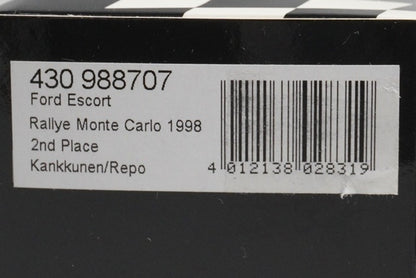 430 988707
Ford Escort
Rallye Monte Carlo 1998
2nd Place
Kankkunen/Repo
4 012138 028319